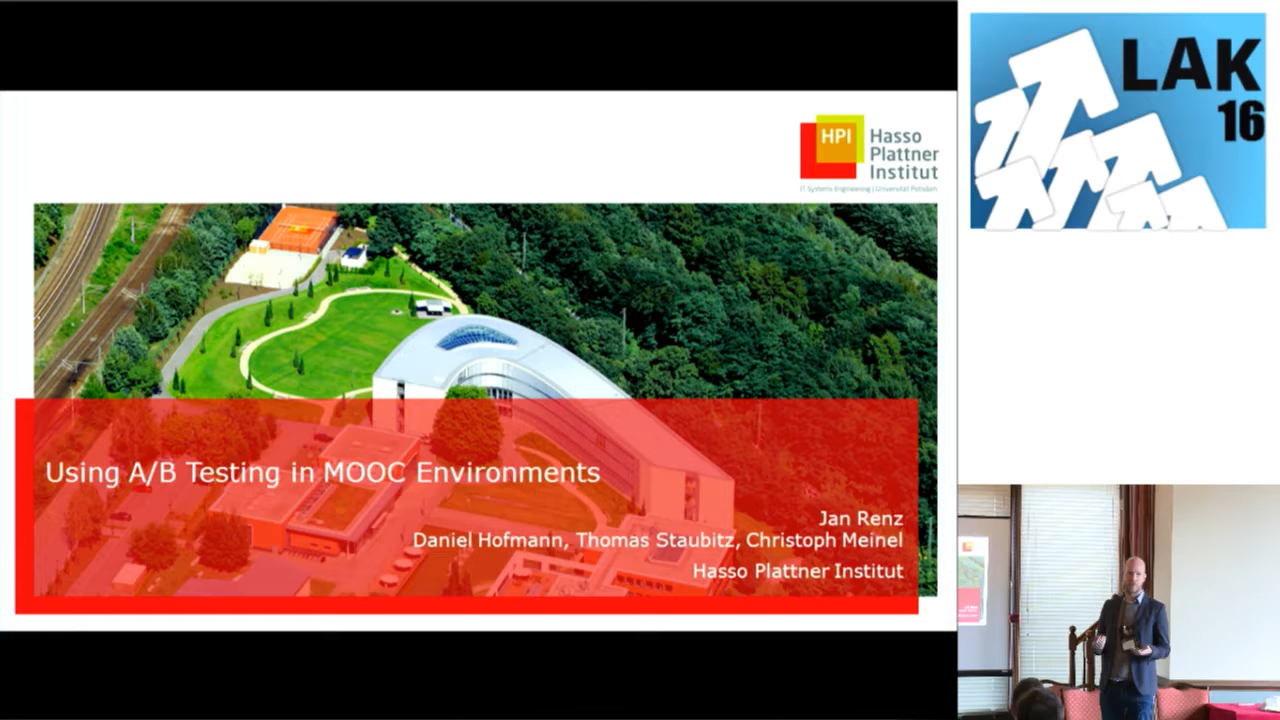 HPI
Hasso
Plattner
Institut
IT Systems Engineering | Universität Potsdam
LAK
16
Using A/B Testing in MOOC Environments
Jan Renz
Daniel Hofmann, Thomas Staubitz, Christoph Meinel
Hasso Plattner Institut